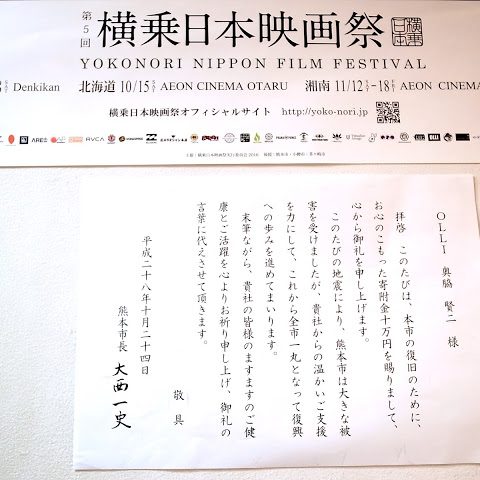 第5回 横乗日本映画祭 横乗日本
YOKONORI NIPPON FILM FESTIVAL
Denkikan 北海道 10/15 AEON CINEMA OTARU 湘南 11/12 -18 AEON CINEMA
横乗日本映画祭オフィシャルサイト http://yoko-nori.jp
RVCA
OLLI 奥脇 賢二 様
拝啓 このたびは、本市の復旧のために、
お心のこもった寄附金十万円を賜りまして、
心から御礼を申し上げます。
このたびの地震により、熊本市は大きな被
害を受けましたが、貴社からの温かいご支援
を力にして、これから全市一丸となって復興
への歩みを進めてまいります。
末筆ながら、貴社の皆様のますますのご健
康とご活躍を心よりお祈り申し上げ、御礼の
言葉に代えさせて頂きます。
敬具
平成二十八年十月二十四日
熊本市長 大西一史